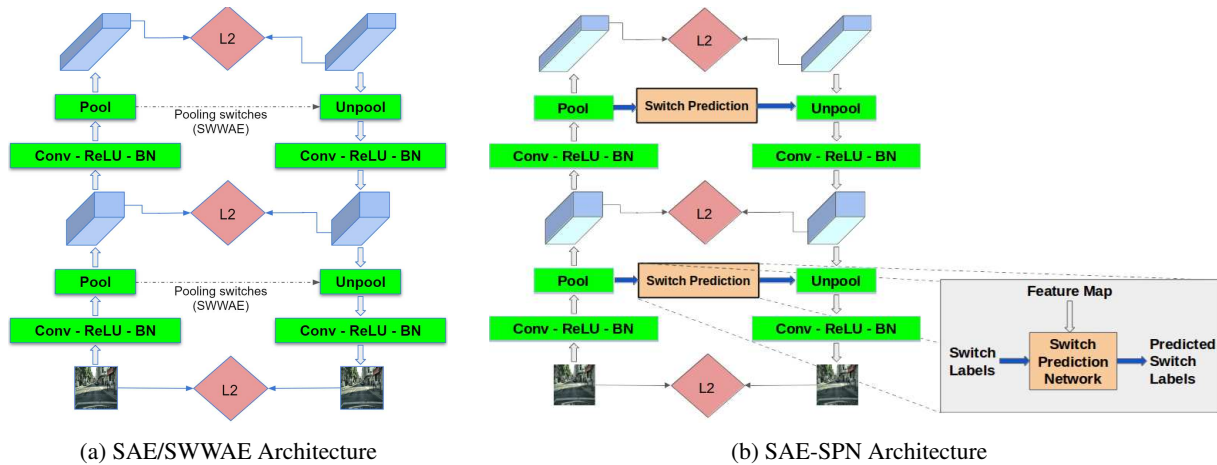 L2
Pool
Pooling switches
(SWWAE)
Unpool
Conv - ReLU - BN
Conv - ReLU - BN
L2
Pool
Pooling switches
(SWWAE)
Unpool
Conv - ReLU - BN
Conv - ReLU - BN
L2
(a) SAE/SWWAE Architecture
L2
Pool
Switch Prediction
Unpool
Conv - ReLU - BN
Conv - ReLU - BN
L2
Pool
Switch Prediction
Unpool
Conv - ReLU - BN
Conv - ReLU - BN
L2
Feature Map
Switch
Labels
Switch
Prediction
Network
Predicted
Switch
Labels
(b) SAE-SPN Architecture